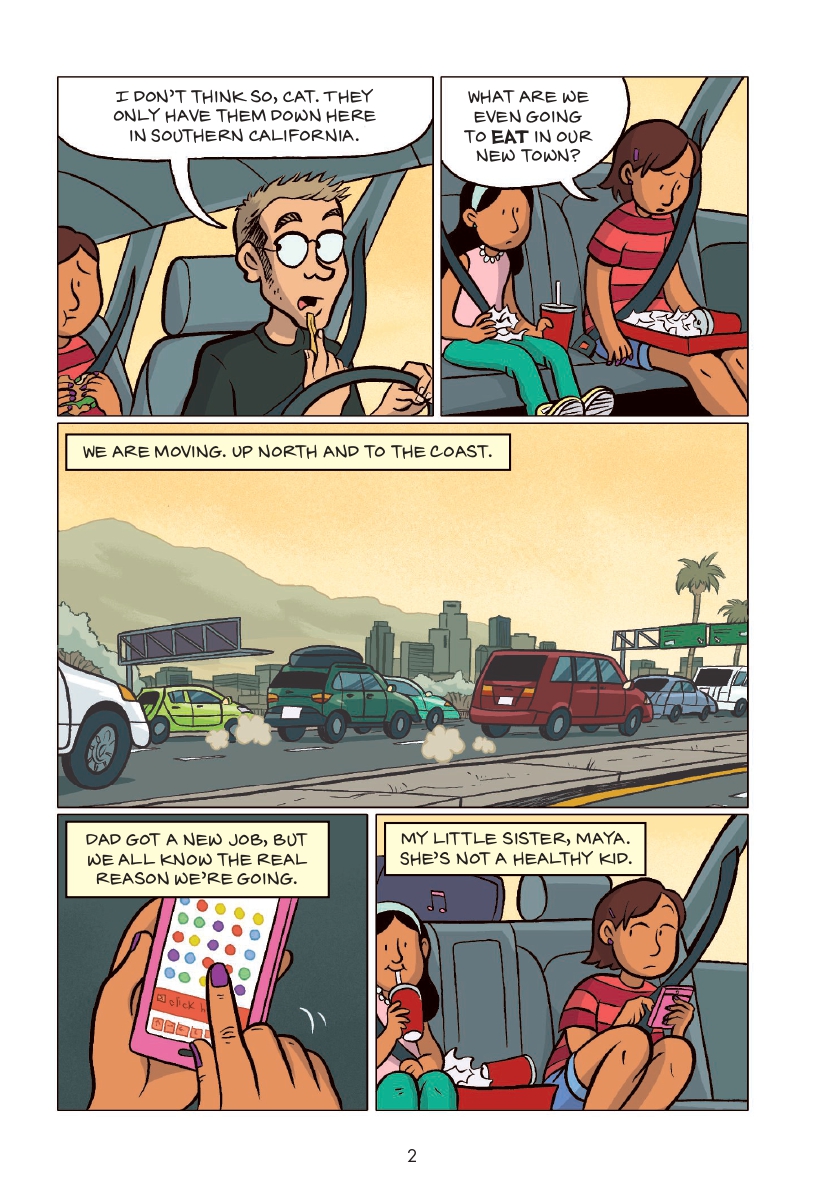 I DON'T THINK SO, CAT. THEY
ONLY HAVE THEM DOWN HERE
IN SOUTHERN CALIFORNIA.
WHAT ARE WE
EVEN GOING
TO EAT IN OUR
NEW TOWN?
WE ARE MOVING. UP NORTH AND TO THE COAST.
DAD GOT A NEW JOB, BUT
WE ALL KNOW THE REAL
REASON WE'RE GOING.
click
MY LITTLE SISTER, MAYA.
SHE'S NOT A HEALTHY KID.
2